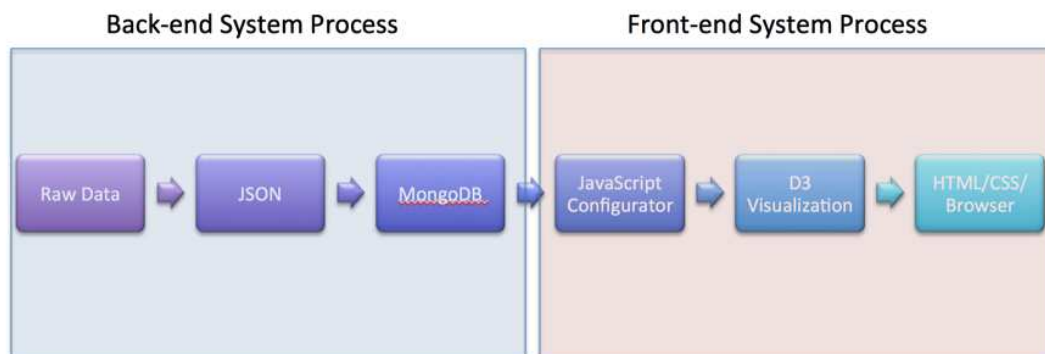 Back-end System Process
Front-end System Process
Raw Data
JSON
MongoDB
JavaScript
Configurator
D3
Visualization
HTML/CSS/
Browser